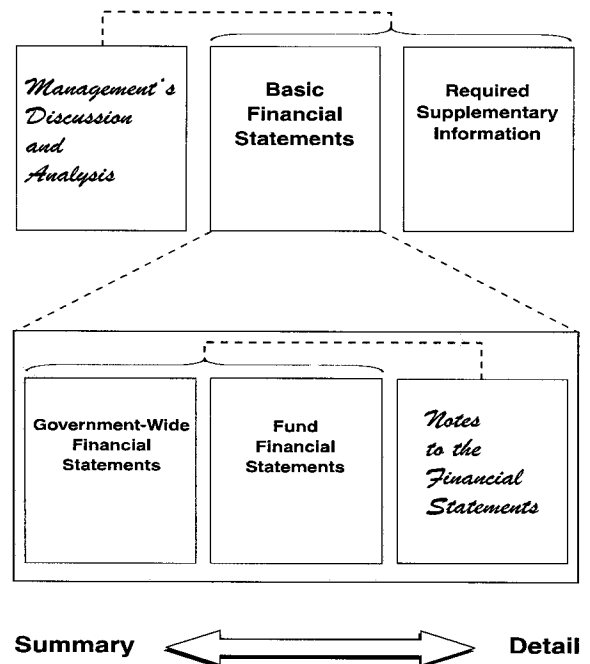 Management's
Discussion
and
Analysis
Basic
Financial
Statements
Required
Supplementary
Information
Government-Wide
Financial
Statements
Fund
Financial
Statements
Notes
to the
Financial
Statements
Summary
Detail